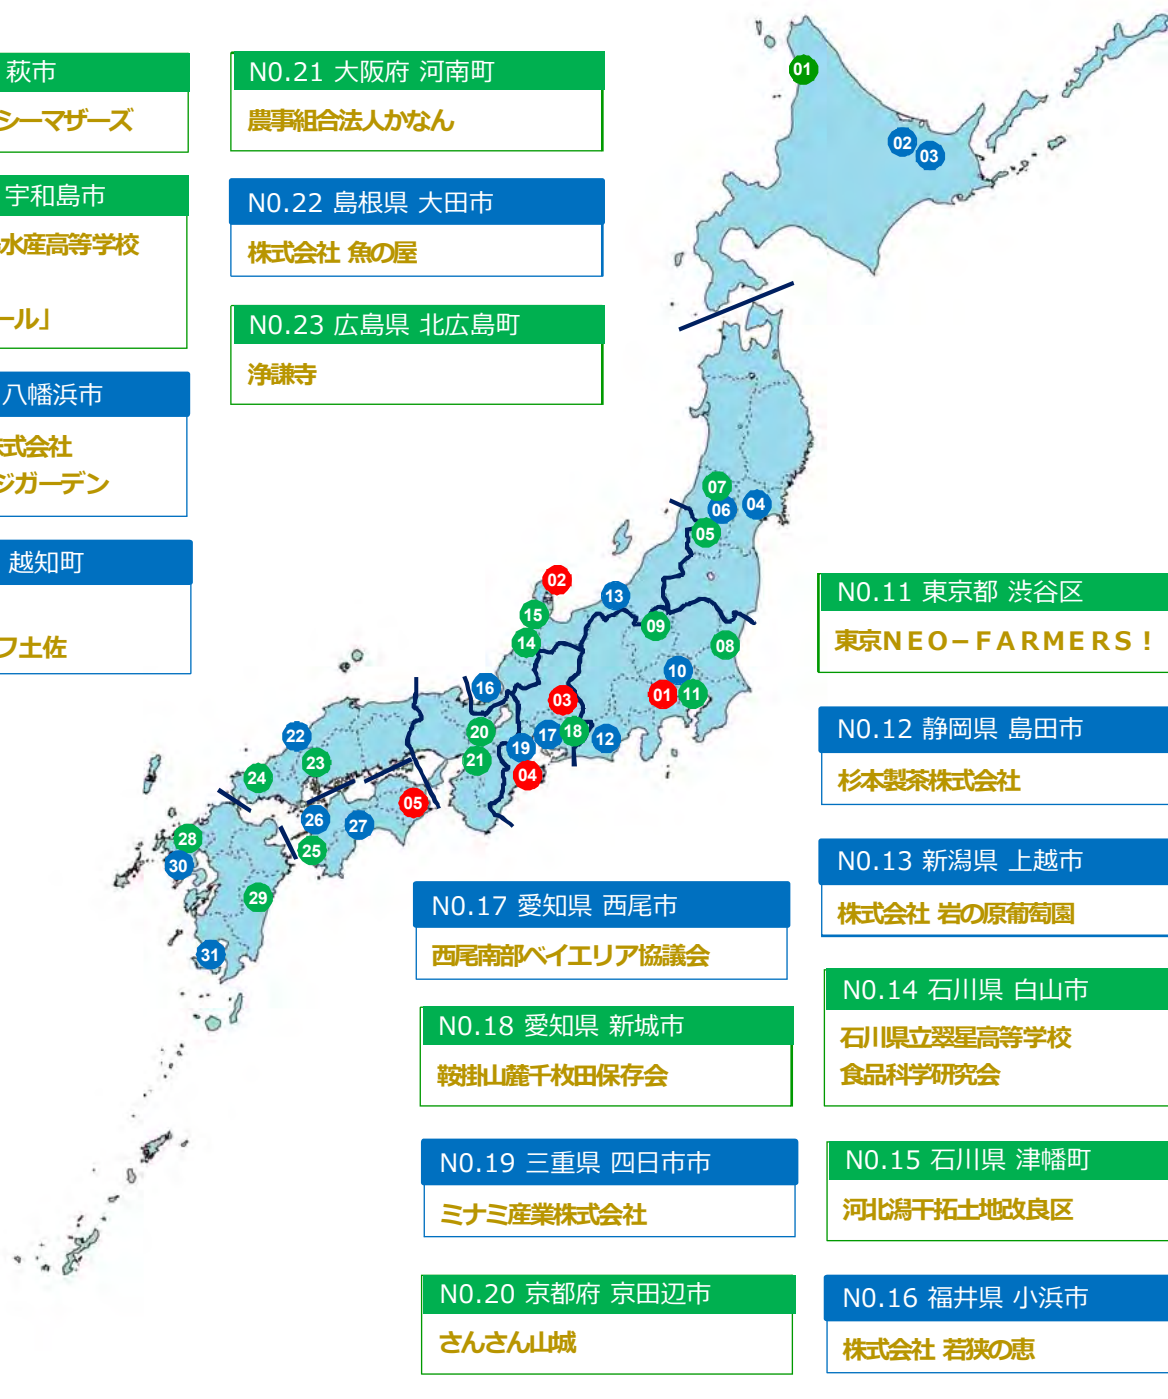 萩市
シーマザーズ
宇和島市
水産高等学校
ール」
八幡浜市
式会社
ジガーデン
越知町
フ土佐
N0.21 大阪府 河南町
農事組合法人かなん
N0.22 島根県 大田市
株式会社 魚の屋
N0.23 広島県 北広島町
浄謙寺
01
02
03
07
06
04
05
02
13
15
09
14
08
10
16
03
01
11
20
17
18
12
22
19
21
23
04
24
05
26
27
28
25
30
29
31
N0.11 東京都 渋谷区
東京NEO−FARMERS!
N0.12 静岡県 島田市
杉本製茶株式会社
N0.13 新潟県 上越市
株式会社 岩の原葡萄園
N0.14 石川県 白山市
石川県立翠星高等学校
食品科学研究会
N0.15 石川県 津幡町
河北潟干拓土地改良区
N0.16 福井県 小浜市
株式会社 若狭の恵
N0.17 愛知県 西尾市
西尾南部ベイエリア協議会
N0.18 愛知県 新城市
鞍掛山麓千枚田保存会
N0.19 三重県 四日市市
ミナミ産業株式会社
N0.20 京都府 京田辺市
さんさん山城